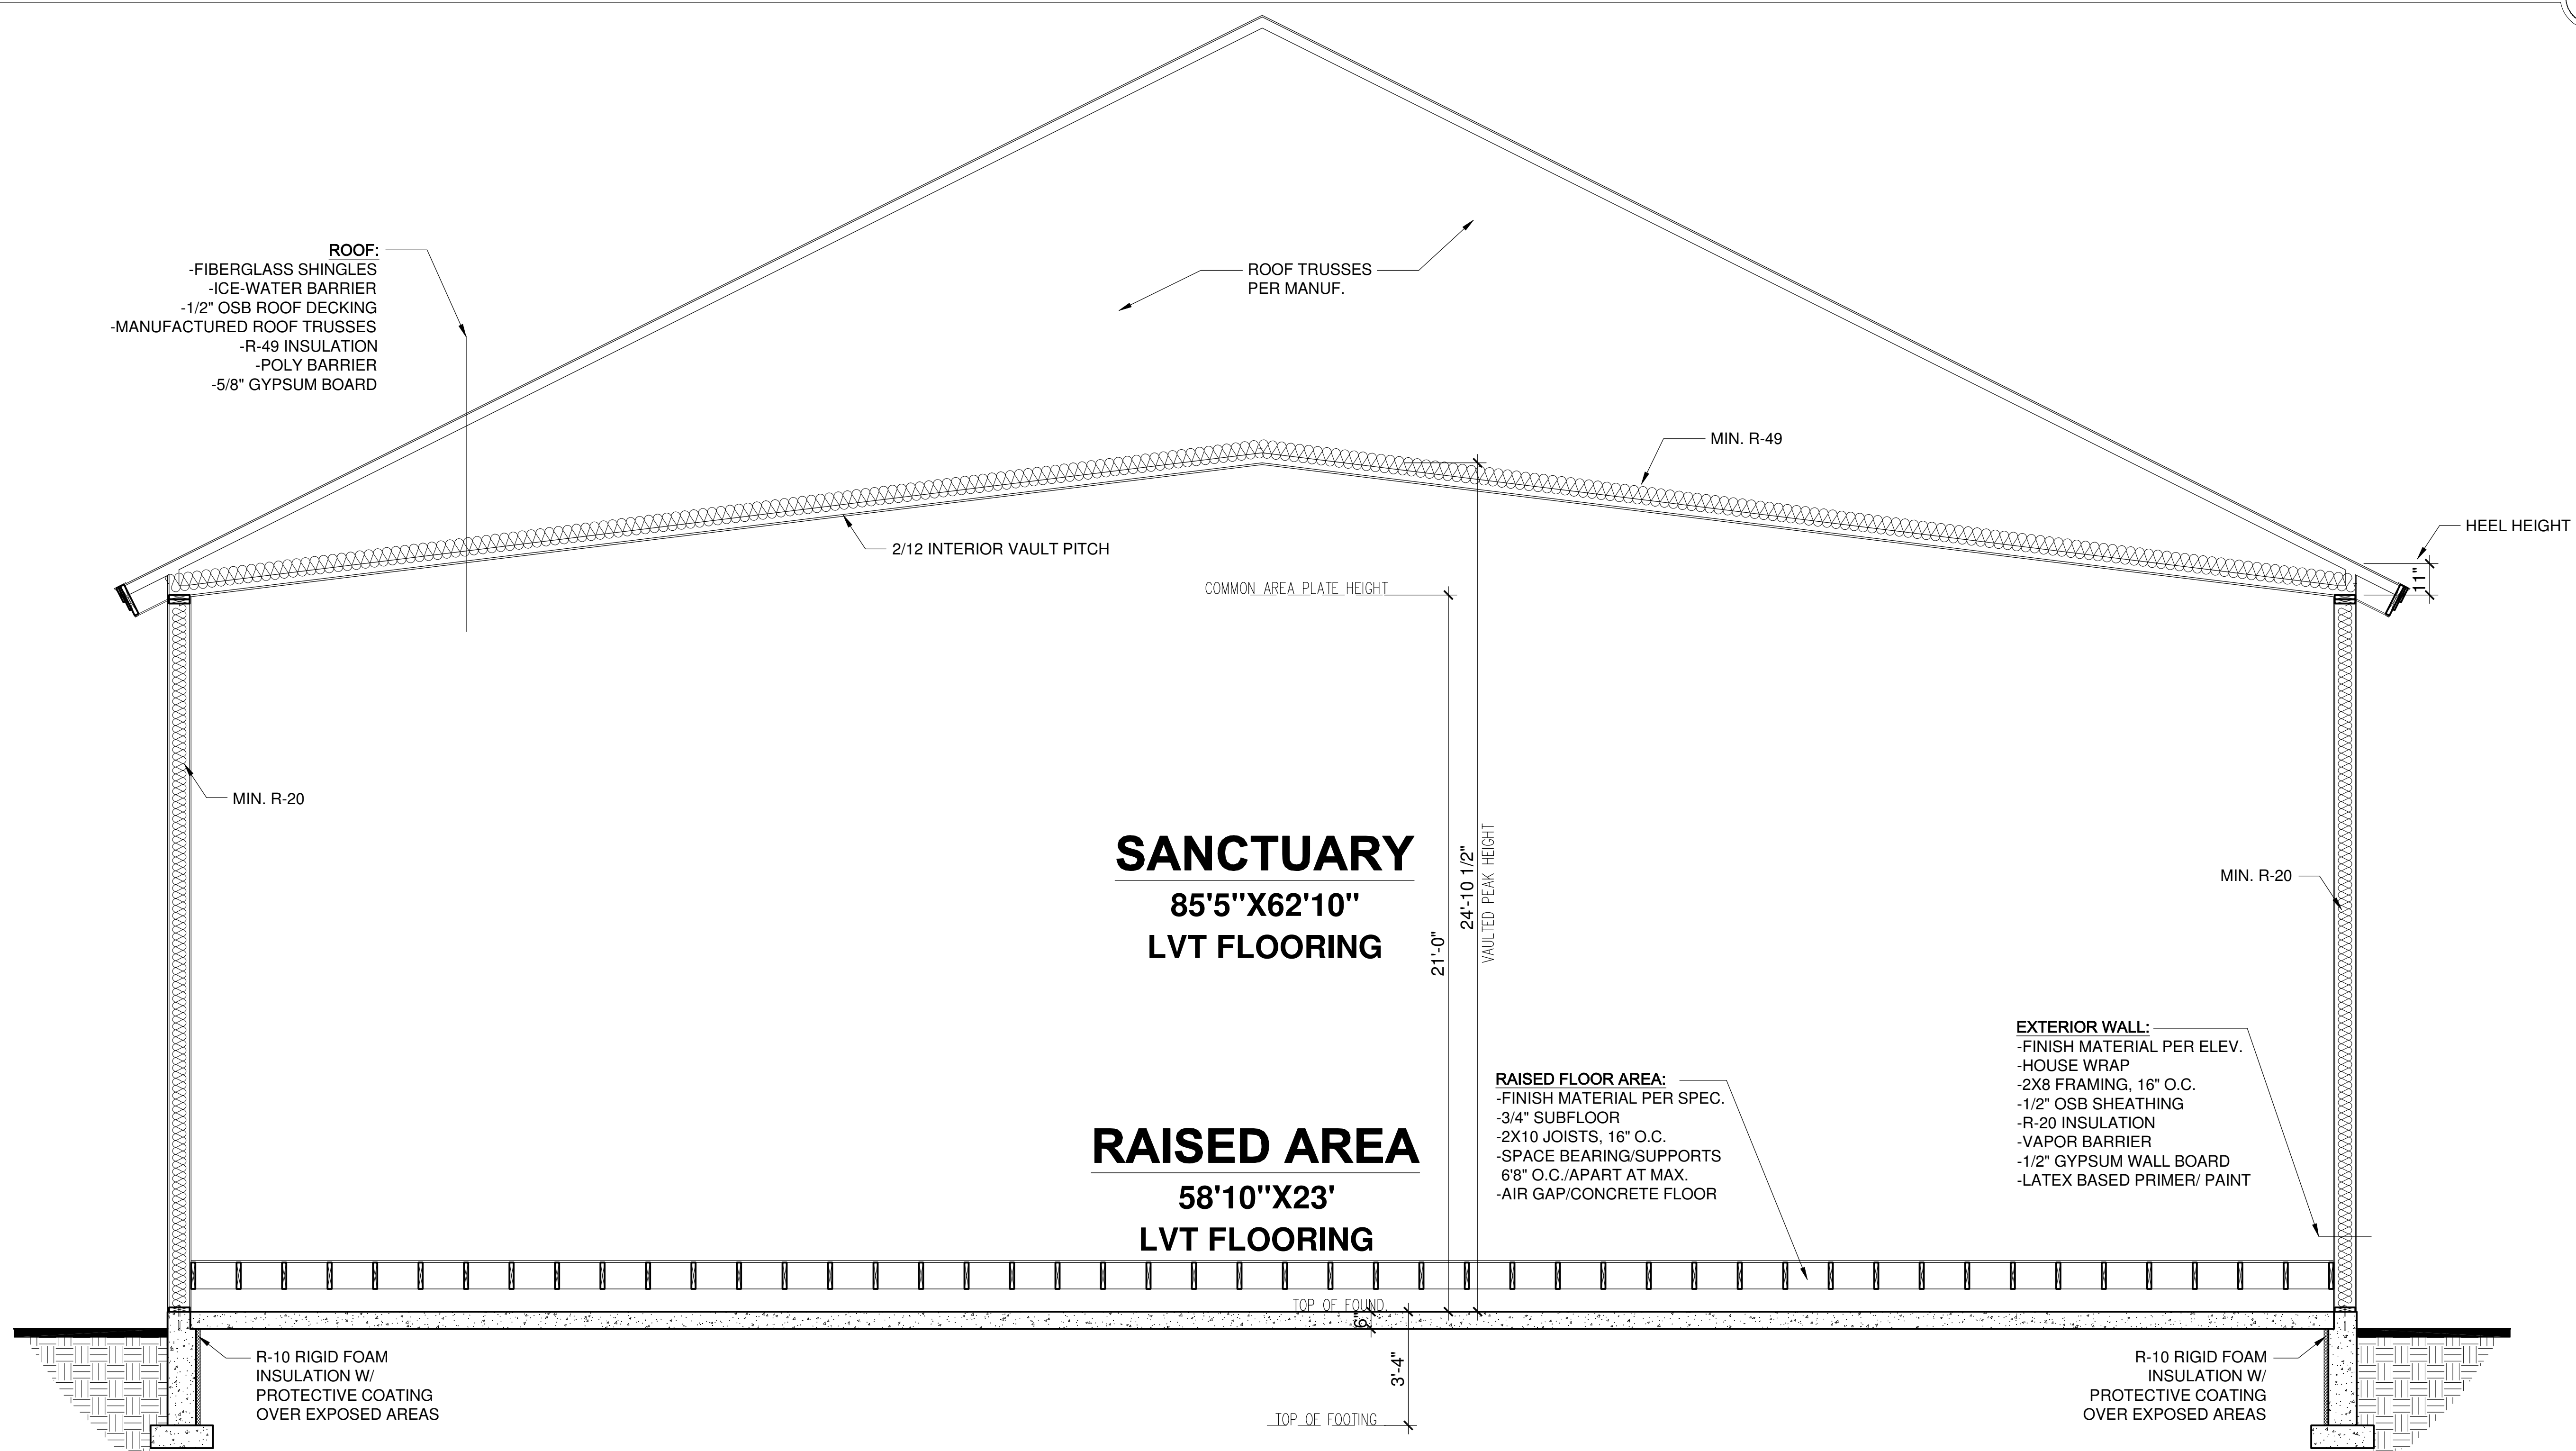 ROOF:
-FIBERGLASS SHINGLES
-ICE-WATER BARRIER
-1/2" OSB ROOF DECKING
-MANUFACTURED ROOF TRUSSES
-R-49 INSULATION
-POLY BARRIER
-5/8" GYPSUM BOARD
ROOF TRUSSES
PER MANUF.
MIN. R-49
HEEL HEIGHT
11"
2/12 INTERIOR VAULT PITCH
COMMON AREA PLATE HEIGHT
MIN. R-20
SANCTUARY
85'5"X62'10"
LVT FLOORING
21'-0"
24'-10 1/2"
VAULTED PEAK HEIGHT
MIN. R-20
RAISED AREA
58'10"X23'
LVT FLOORING
RAISED FLOOR AREA:
-FINISH MATERIAL PER SPEC.
-3/4" SUBFLOOR
-2X10 JOISTS, 16" O.C.
-SPACE BEARING/SUPPORTS
6'8" O.C./APART AT MAX.
-AIR GAP/CONCRETE FLOOR
EXTERIOR WALL:
-FINISH MATERIAL PER ELEV.
-HOUSE WRAP
-2X8 FRAMING, 16" O.C.
-1/2" OSB SHEATHING
-R-20 INSULATION
-VAPOR BARRIER
-1/2" GYPSUM WALL BOARD
-LATEX BASED PRIMER/ PAINT
TOP OF FOUND.
6"
3'-4"
TOP OF FOOTING
R-10 RIGID FOAM
INSULATION W/
PROTECTIVE COATING
OVER EXPOSED AREAS
R-10 RIGID FOAM
INSULATION W/
PROTECTIVE COATING
OVER EXPOSED AREAS